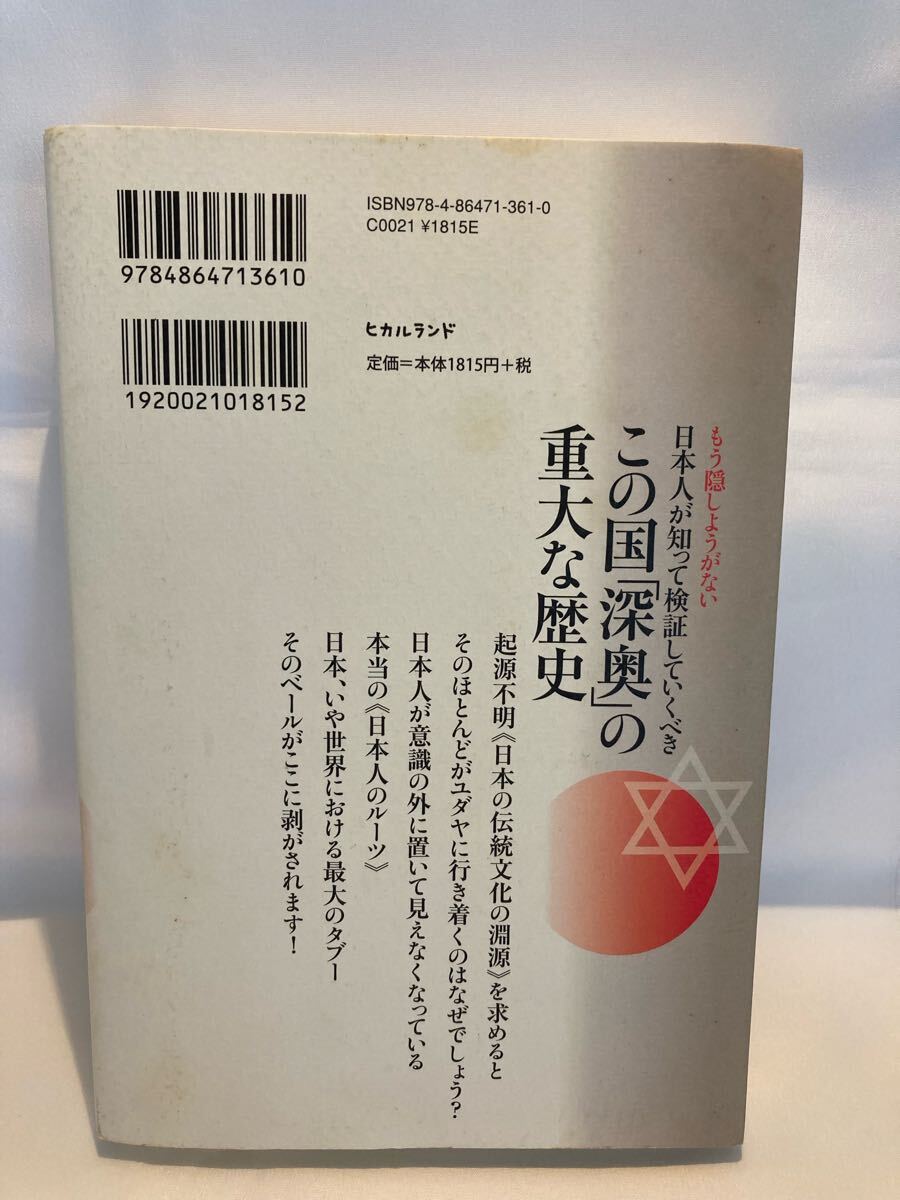 ISBN978-4-86471-361-0
C0021 ¥1815E
9784864713610
ヒカルランド
定価＝本体1815円＋税
1920021018152
もう隠しようがない
日本人が知って検証していくべき
この国「深奥」の
重大な歴史
起源不明《日本の伝統文化の淵源》を求めると
そのほとんどがユダヤに行き着くのはなぜでしょう？
日本人が意識の外に置いて見えなくなっている
本当の《日本人のルーツ》
日本、いや世界における最大のタブー
そのベールがここに剥がされます！